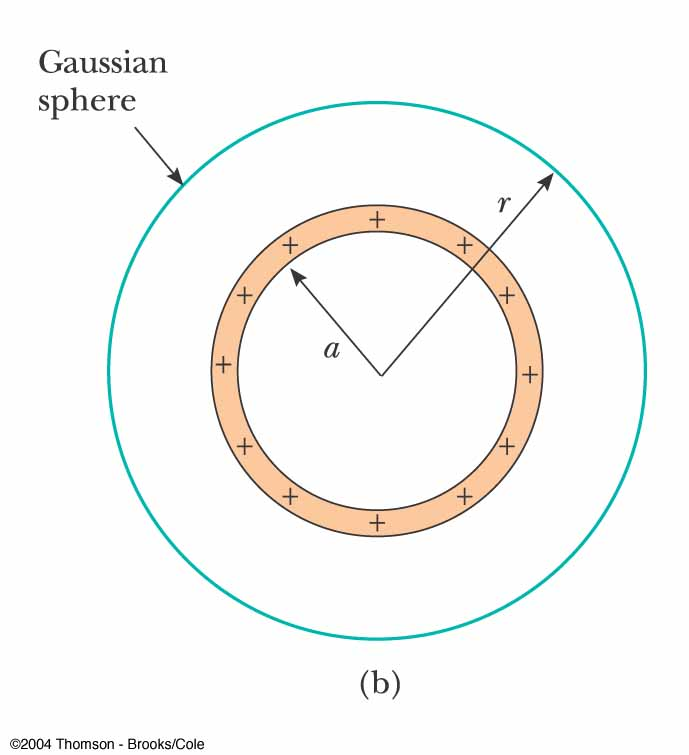 Gaussian
sphere
r
a
+
+
+
+
+
+
+
+
+
+
+
+
(b)
©2004 Thomson - Brooks/Cole